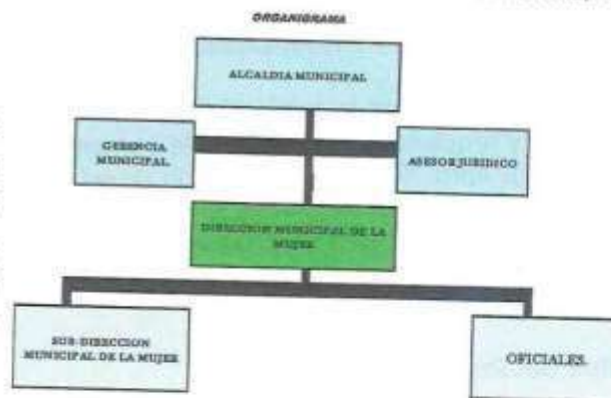 ORGANIGRAMA
ALCALDIA MUNICIPAL
GERENCIA
MUNICIPAL
ASESOR JURIDICO
DIRECCION MUNICIPAL DE LA
MUJER
SUB-DIRECCION
MUNICIPAL DE LA MUJER
OFICIALES.